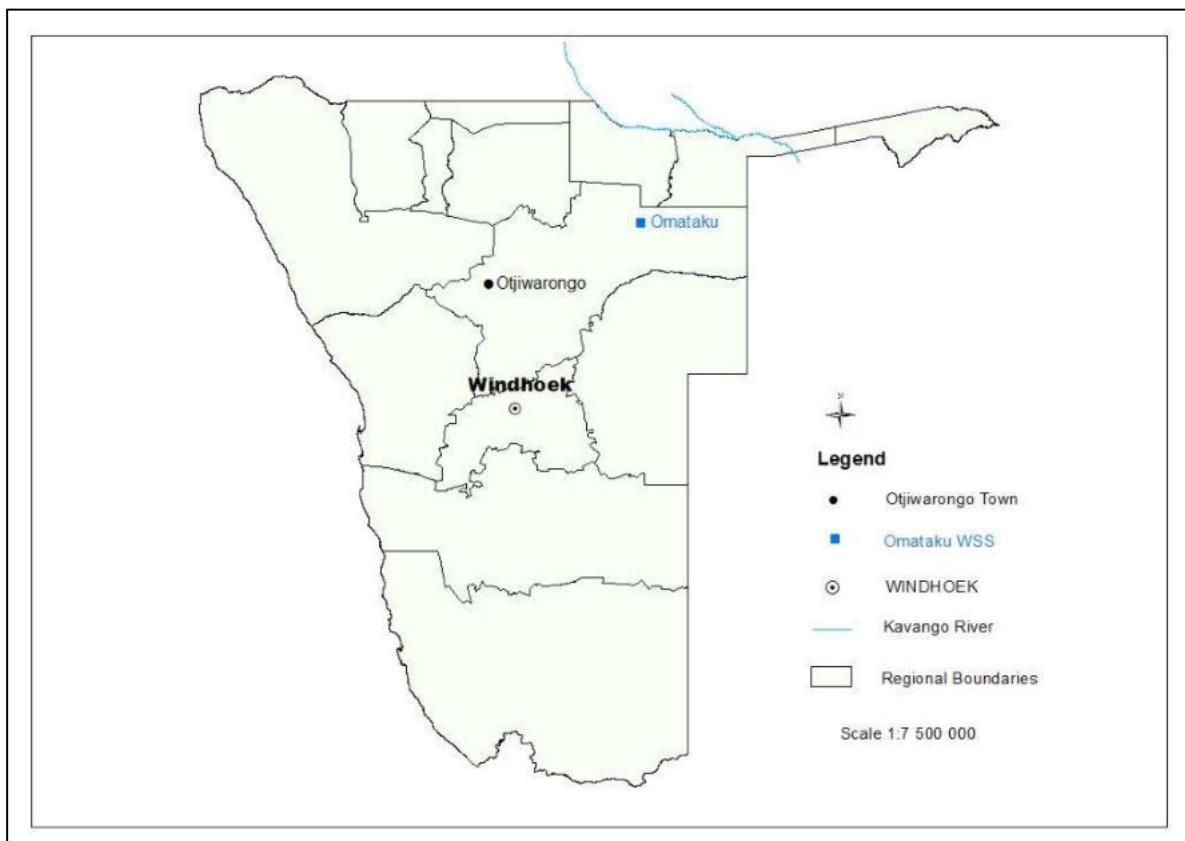 Omataku
Otjiwarongo
Windhoek
Legend
Otjiwarongo Town
Omataku WSS
WINDHOEK
Kavango River
Regional Boundaries
Scale 1:7 500 000